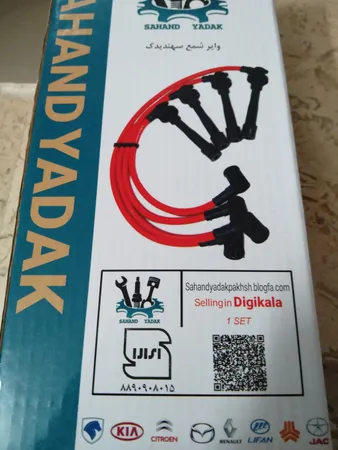 SAHAND YADAK
وایر شمع سهندیدک
SAHAND YADAK
SAHAND YADAK
ISIRI
۸۸۹۰۹۰۸۰۱۵
Sahandyadakpakhsh.blogfa.com
Selling in Digikala
1 SET
KIA
CITROEN
RENAULT
LIFAN
JAC